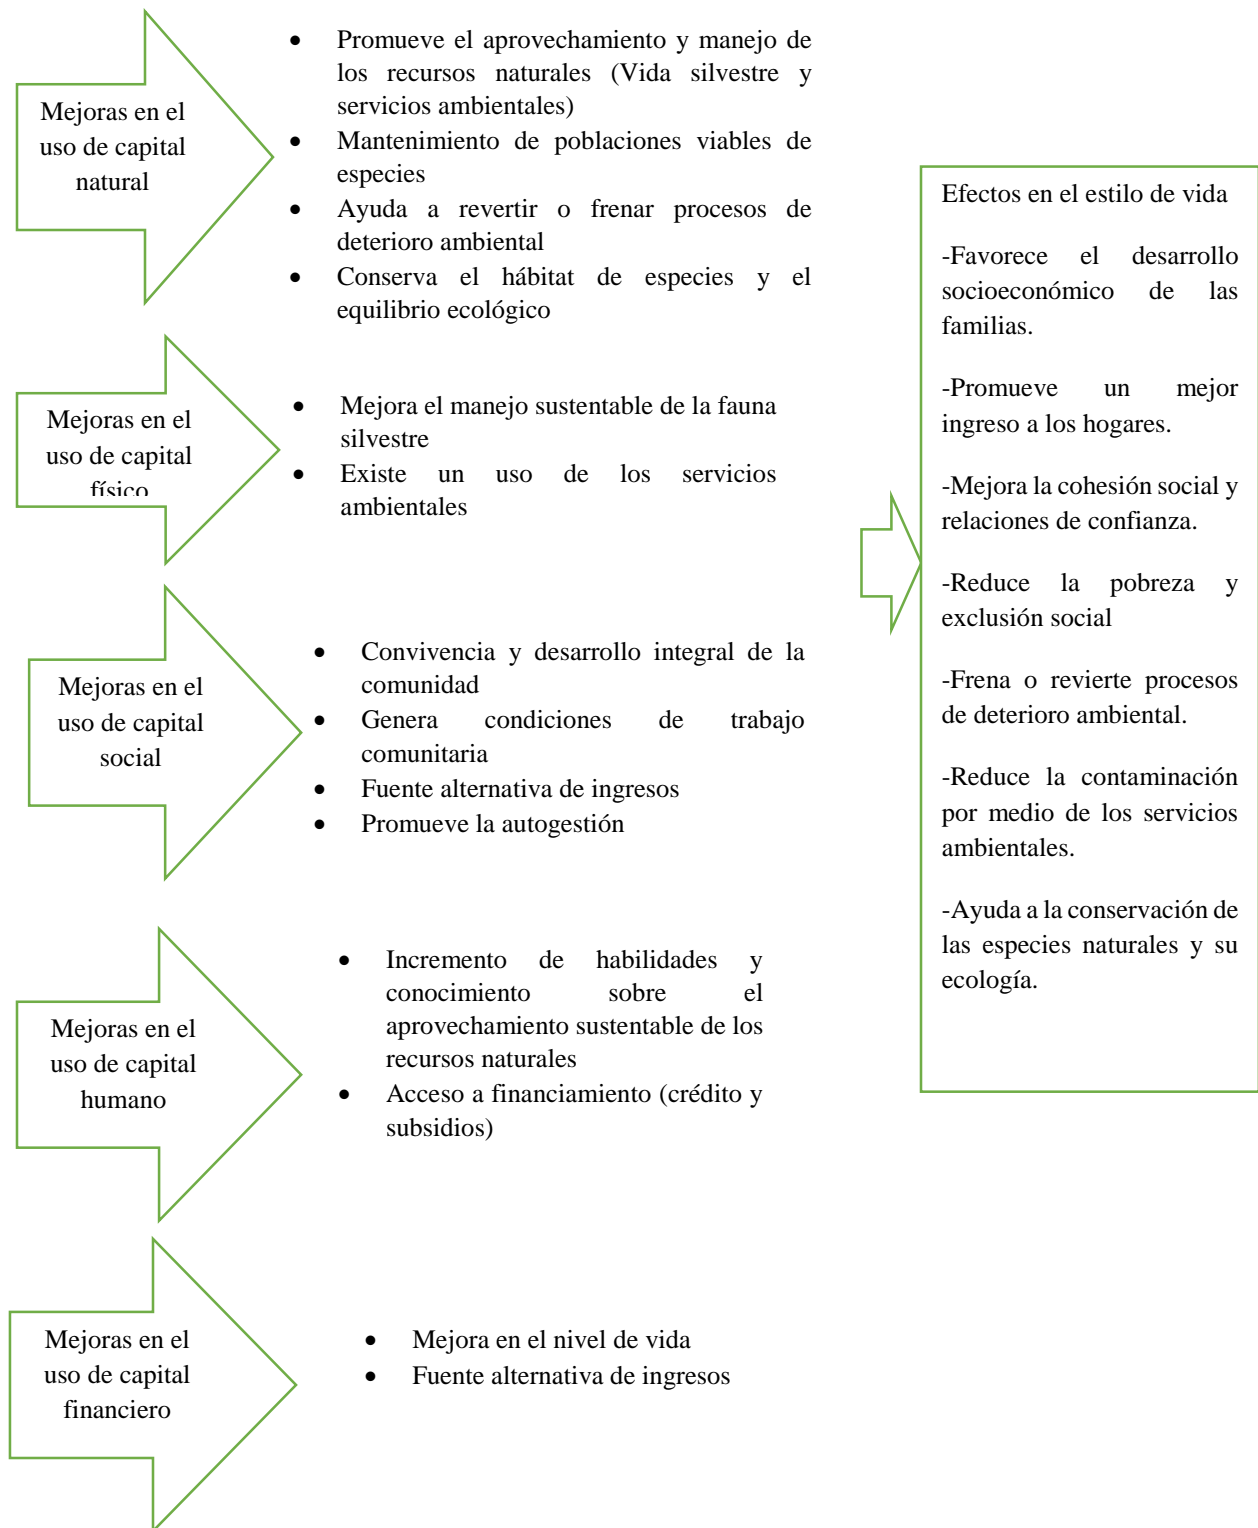 Mejoras en el
uso de capital
natural
• Promueve el aprovechamiento y manejo de
los recursos naturales (Vida silvestre y
servicios ambientales)
• Mantenimiento de poblaciones viables de
especies
• Ayuda a revertir o frenar procesos de
deterioro ambiental
• Conserva el hábitat de especies y el
equilibrio ecológico
Mejoras en el
uso de capital
físico
• Mejora el manejo sustentable de la fauna
silvestre
• Existe un uso de los servicios
ambientales
Mejoras en el
uso de capital
social
• Convivencia y desarrollo integral de la
comunidad
• Genera condiciones de trabajo
comunitaria
• Fuente alternativa de ingresos
• Promueve la autogestión
Mejoras en el
uso de capital
humano
• Incremento de habilidades y
conocimiento sobre el
aprovechamiento sustentable de los
recursos naturales
• Acceso a financiamiento (crédito y
subsidios)
Mejoras en el
uso de capital
financiero
• Mejora en el nivel de vida
• Fuente alternativa de ingresos
Efectos en el estilo de vida
-Favorece el desarrollo
socioeconómico de las
familias.
-Promueve un mejor
ingreso a los hogares.
-Mejora la cohesión social y
relaciones de confianza.
-Reduce la pobreza y
exclusión social
-Frena o revierte procesos
de deterioro ambiental.
-Reduce la contaminación
por medio de los servicios
ambientales.
-Ayuda a la conservación de
las especies naturales y su
ecología.